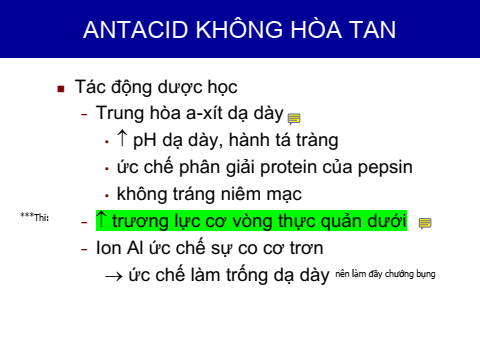 ANTACID KHÔNG HÒA TAN
Tác động dược học
– Trung hòa a-xít dạ dày
• ↑ pH dạ dày, hành tá tràng
• ức chế phân giải protein của pepsin
• không tráng niêm mạc
***Thi: – ↑ trương lực cơ vòng thực quản dưới
– Ion Al ức chế sự co cơ trơn
→ ức chế làm trống dạ dày nên làm đầy chướng bụng